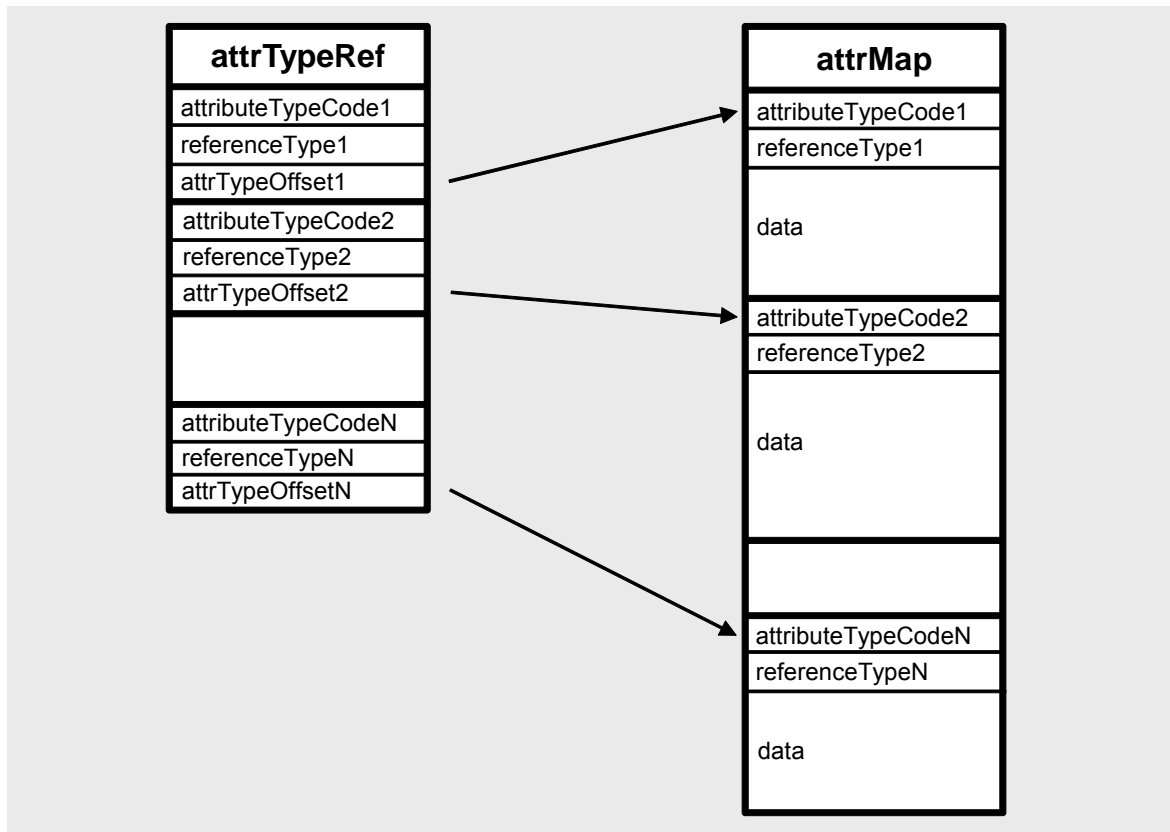 attrTypeRef
attributeTypeCode1
referenceType1
attrTypeOffset1
attributeTypeCode2
referenceType2
attrTypeOffset2
attributeTypeCodeN
referenceTypeN
attrTypeOffsetN
attrMap
attributeTypeCode1
referenceType1
data
attributeTypeCode2
referenceType2
data
attributeTypeCodeN
referenceTypeN
data